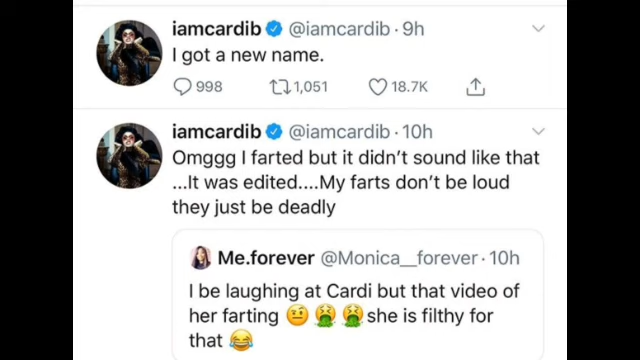 iamcardib @iamcardib · 9h
I got a new name.
998 1,051 18.7K
iamcardib @iamcardib · 10h
Omggg I farted but it didn't sound like that
...It was edited....My farts don't be loud
they just be deadly
Me.forever @Monica__forever · 10h
I be laughing at Cardi but that video of
her farting 🤨🤮🤮she is filthy for
that 😂